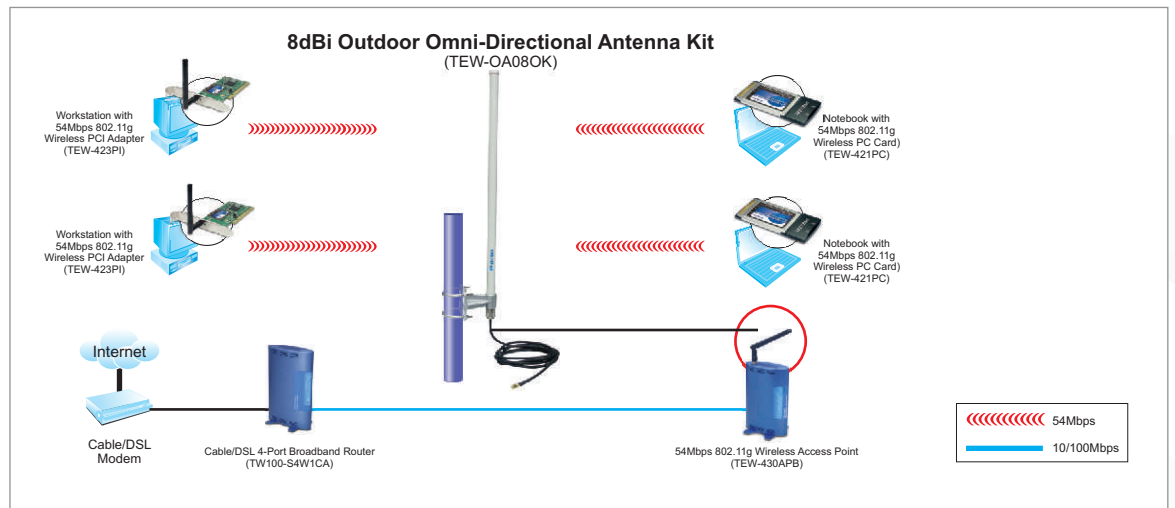 8dBi Outdoor Omni-Directional Antenna Kit
(TEW-OA08OK)
Workstation with
54Mbps 802.11g
Wireless PCI Adapter
(TEW-423PI)
Notebook with
54Mbps 802.11g
Wireless PC Card)
(TEW-421PC)
Workstation with
54Mbps 802.11g
Wireless PCI Adapter
(TEW-423PI)
Notebook with
54Mbps 802.11g
Wireless PC Card)
(TEW-421PC)
Internet
Cable/DSL
Modem
Cable/DSL 4-Port Broadband Router
(TW100-S4W1CA)
54Mbps 802.11g Wireless Access Point
(TEW-430APB)
54Mbps
10/100Mbps